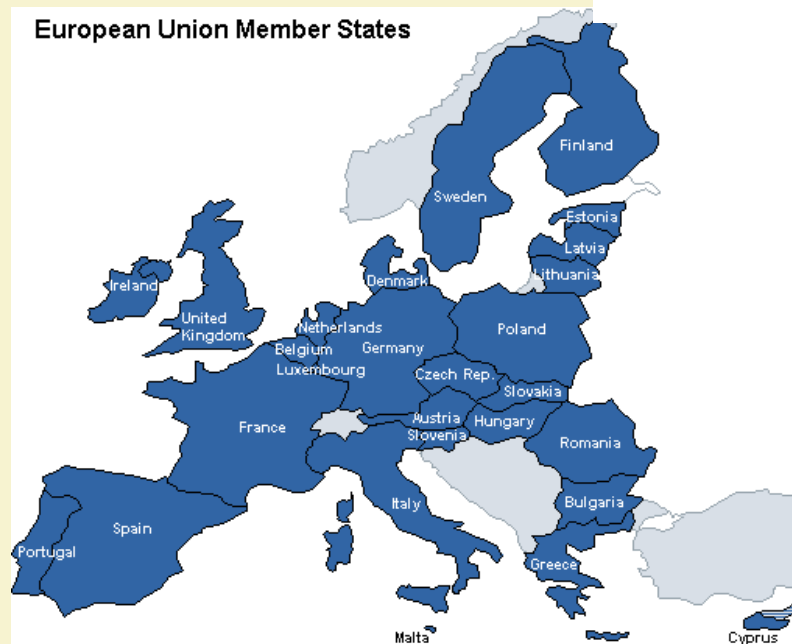 European Union Member States
Finland
Sweden
Estonia
Latvia
Lithuania
Denmark
Ireland
United
Kingdom
Netherlands
Poland
Belgium
Germany
Luxembourg
Czech Rep.
Slovakia
Austria
Hungary
France
Slovenia
Romania
Italy
Bulgaria
Spain
Portugal
Greece
Malta
Cyprus